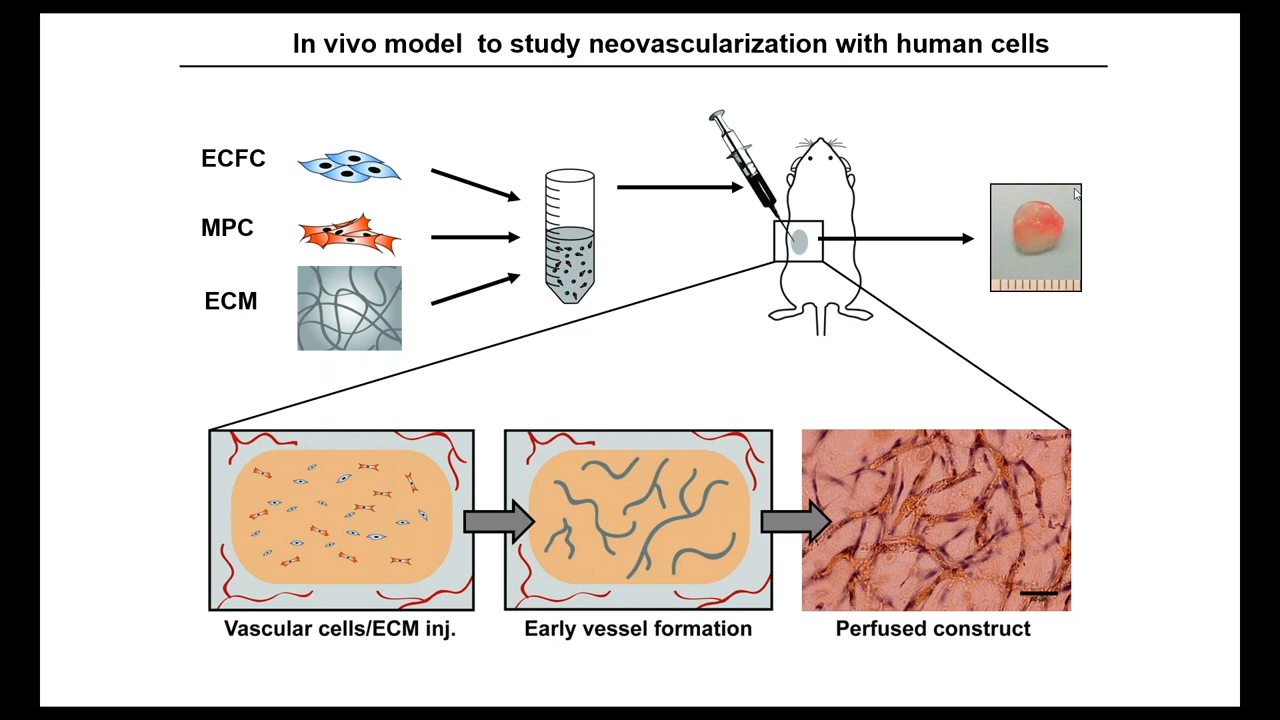 In vivo model  to study neovascularization with human cells
ECFC
MPC
ECM
Vascular cells/ECM inj.
Early vessel formation
Perfused construct